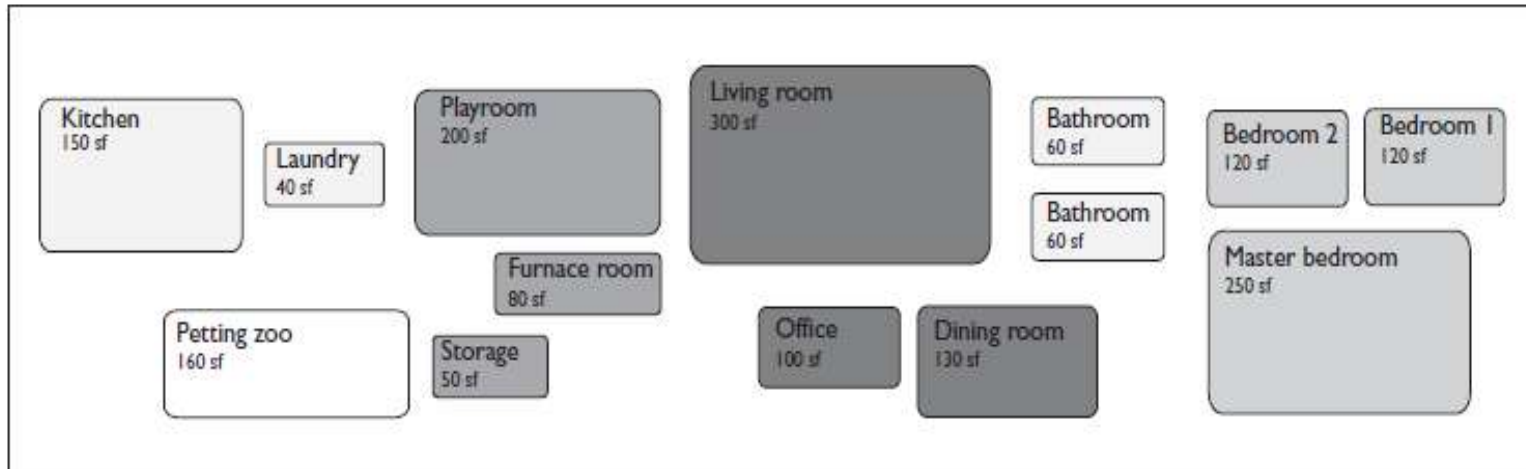 Kitchen
150 sf
Laundry
40 sf
Playroom
200 sf
Living room
300 sf
Bathroom
60 sf
Bathroom
60 sf
Bedroom 2
120 sf
Bedroom 1
120 sf
Furnace room
80 sf
Master bedroom
250 sf
Petting zoo
160 sf
Storage
50 sf
Office
100 sf
Dining room
130 sf